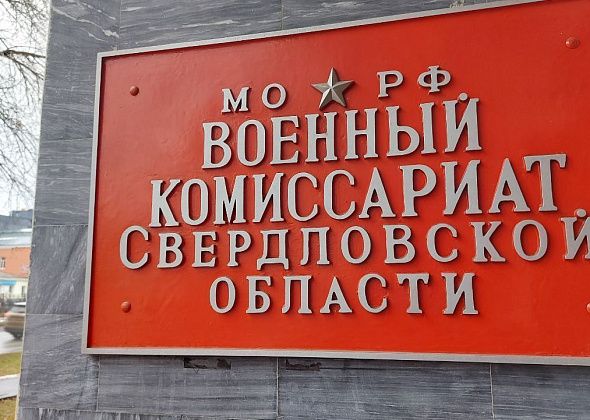 МО РФ
ВОЕННЫЙ
КОМИССАРИАТ
СВЕРДЛОВСКОЙ
ОБЛАСТИ